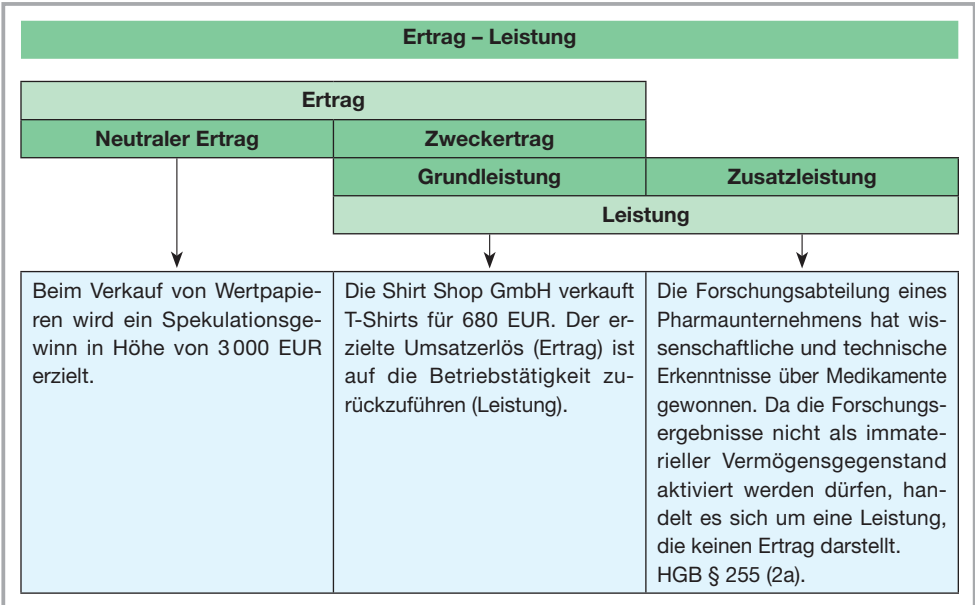 Ertrag – Leistung
Ertrag
Neutraler Ertrag
Zweckertrag
Grundleistung
Zusatzleistung
Leistung
Beim Verkauf von Wertpapie-
ren wird ein Spekulationsge-
winn in Höhe von 3 000 EUR
erzielt.
Die Shirt Shop GmbH verkauft
T-Shirts für 680 EUR. Der er-
zielte Umsatzerlös (Ertrag) ist
auf die Betriebstätigkeit zu-
rückzuführen (Leistung).
Die Forschungsabteilung eines
Pharmaunternehmens hat wis-
senschaftliche und technische
Erkenntnisse über Medikamente
gewonnen. Da die Forschungs-
ergebnisse nicht als immate-
rieller Vermögensgegenstand
aktiviert werden dürfen, han-
delt es sich um eine Leistung,
die keinen Ertrag darstellt.
HGB § 255 (2a).